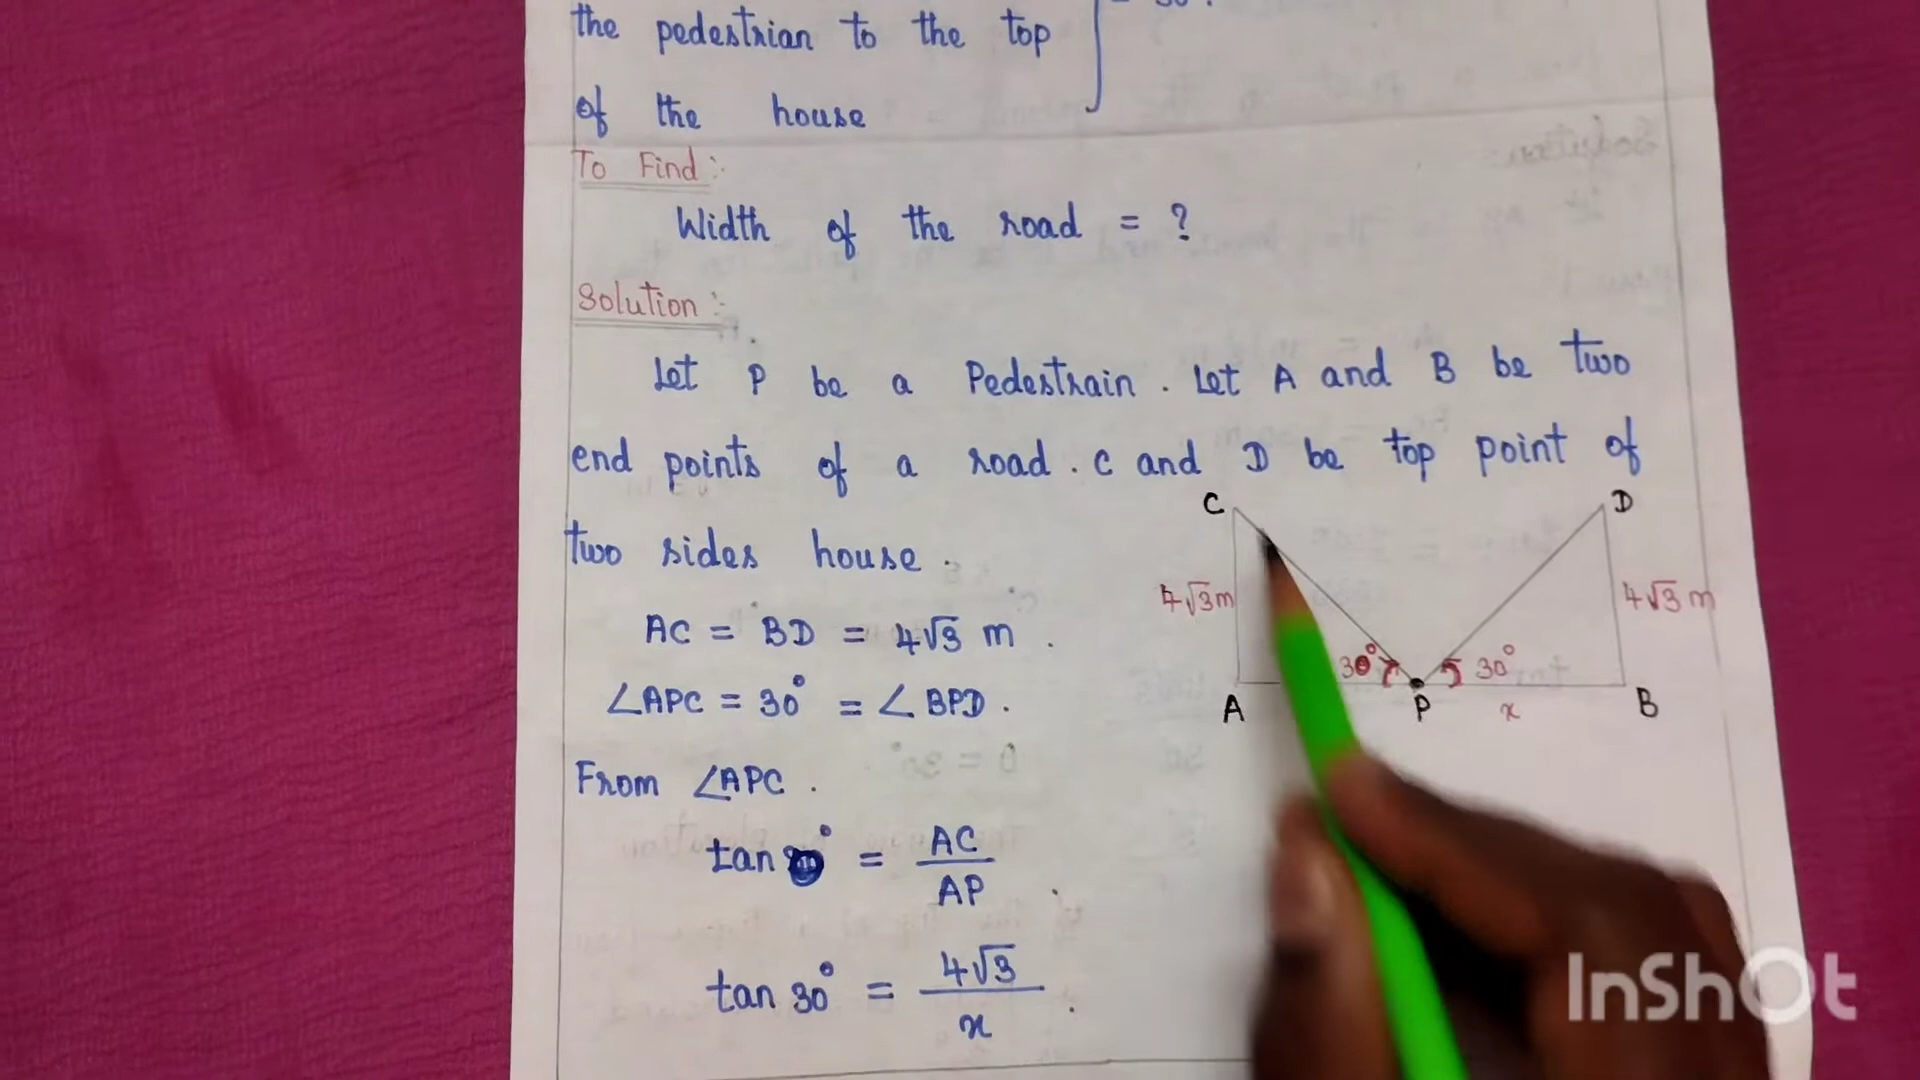 the pedestrian to the top
of the house
To Find :-
Width of the road = ?
Solution :-
Let P be a Pedestrain . Let A and B be two
end points of a road . C and D be top point of
two sides house .
C
D
4√3m
4√3 m
30°
30°
A
P
x
B
AC = BD = 4√3 m .
∠APC = 30° = ∠BPD .
From ∠APC .
tan = AC/AP
tan 30° = 4√3/x .
InShOt